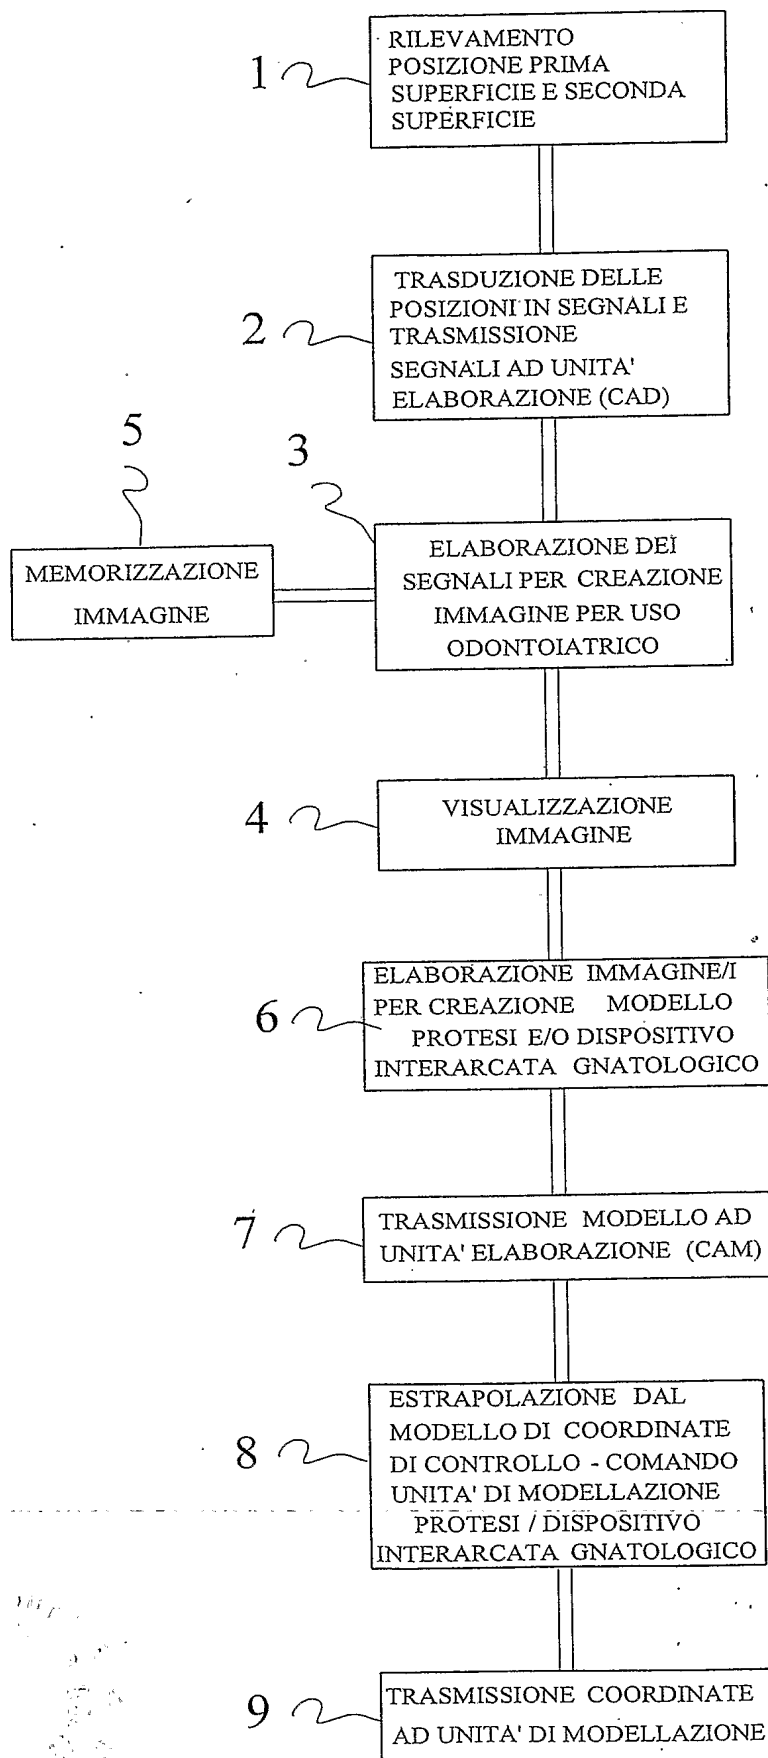 1
RILEVAMENTO
POSIZIONE PRIMA
SUPERFICIE E SECONDA
SUPERFICIE
2
TRASDUZIONE DELLE
POSIZIONI IN SEGNALI E
TRASMISSIONE
SEGNALI AD UNITA'
ELABORAZIONE (CAD)
5
MEMORIZZAZIONE
IMMAGINE
3
ELABORAZIONE DEI
SEGNALI PER CREAZIONE
IMMAGINE PER USO
ODONTOIATRICO
4
VISUALIZZAZIONE
IMMAGINE
6
ELABORAZIONE IMMAGINE/I
PER CREAZIONE MODELLO
PROTESI E/O DISPOSITIVO
INTERARCATA GNATOLOGICO
7
TRASMISSIONE MODELLO AD
UNITA' ELABORAZIONE (CAM)
8
ESTRAPOLAZIONE DAL
MODELLO DI COORDINATE
DI CONTROLLO - COMANDO
UNITA' DI MODELLAZIONE
PROTESI / DISPOSITIVO
INTERARCATA GNATOLOGICO
9
TRASMISSIONE COORDINATE
AD UNITA' DI MODELLAZIONE